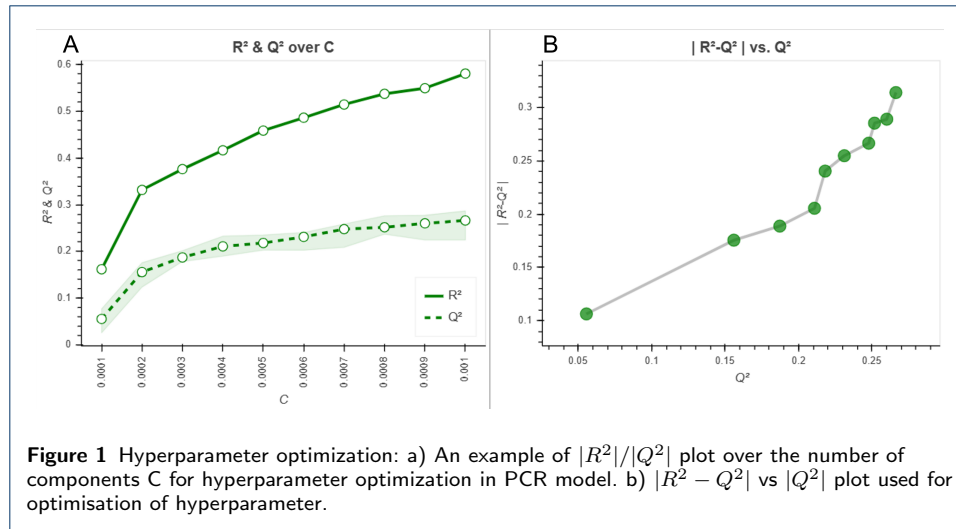 A
R² & Q² over C
0.6
0.5
0.4
0.3
0.2
0.1
0
R² & Q²
0.0001
0.0002
0.0003
0.0004
0.0005
0.0006
0.0007
0.0008
0.0009
0.001
C
R²
Q²
B
| R²-Q² | vs. Q²
0.3
0.25
0.2
0.15
0.1
| R²-Q² |
0.05
0.1
0.15
0.2
0.25
Q²
Figure 1 Hyperparameter optimization: a) An example of |R²|/|Q²| plot over the number of
components C for hyperparameter optimization in PCR model. b) |R² − Q²| vs |Q²| plot used for
optimisation of hyperparameter.